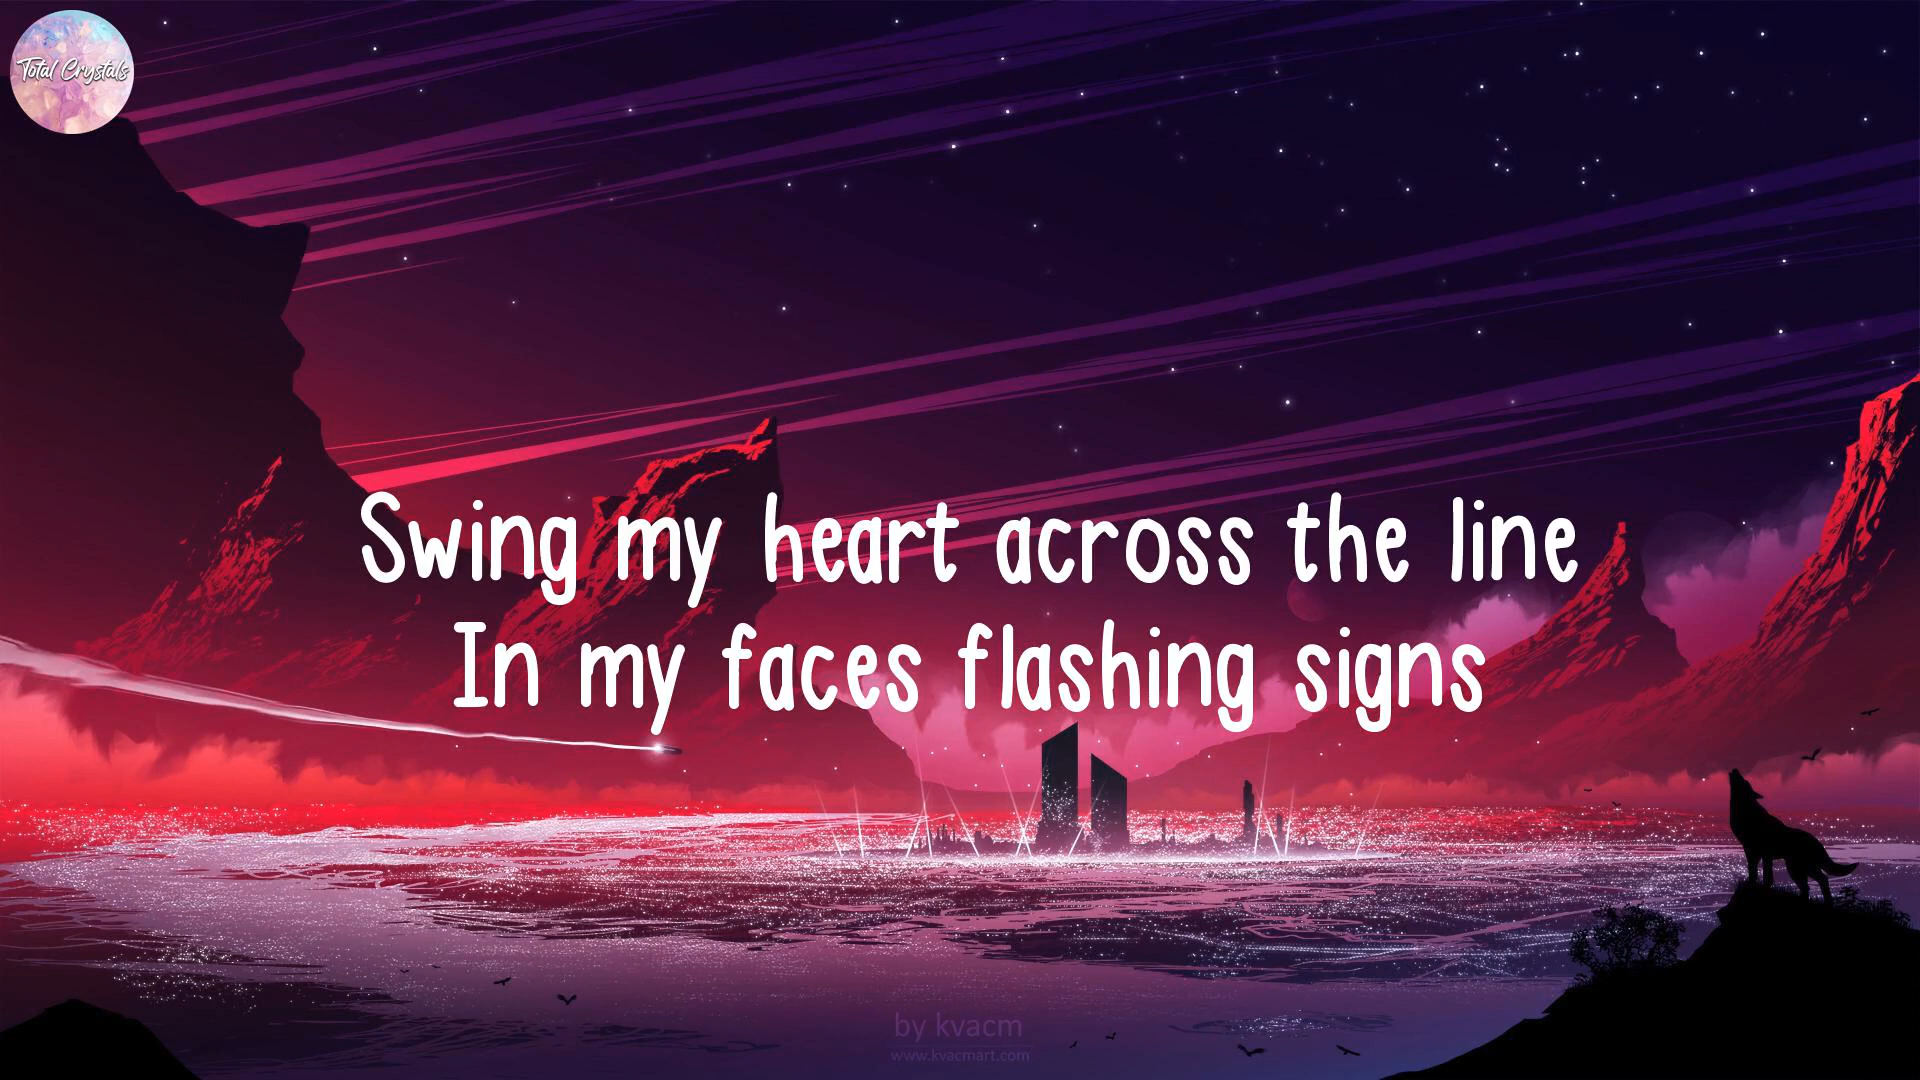 Total Crystals
Swing my heart across the line
In my faces flashing signs
by kvacm
www.kvacmart.com